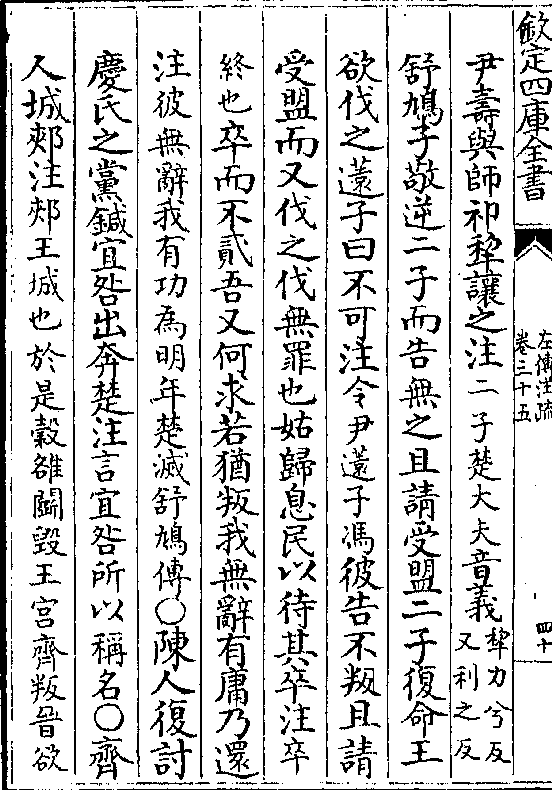 欽定四庫全書
左傳注疏
卷三十五
四十
尹壽與師祁犂讓之注二子楚大夫音義犂力兮反
又利之反
舒鳩子敬逆二子而告無之且請受盟二子復命王
欲伐之薳子曰不可注令尹薳子馮彼告不叛且請
受盟而又伐之伐無罪也姑歸息民以待其卒注卒
終也卒而不貳吾又何求若猶叛我無辭有庸乃還
注彼無辭我有功為明年楚滅舒鳩傳○陳人復討
慶氏之黨鍼宜咎出奔楚注言宜咎所以稱名○齊
人城郟注郟王城也於是穀雒鬭毀王宮齊叛晉欲